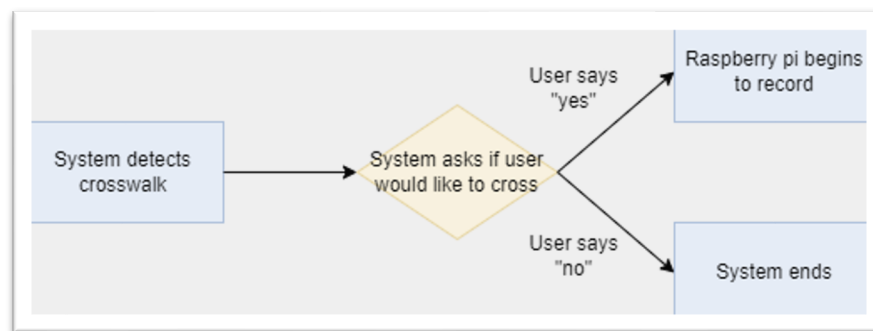 System detects
crosswalk
System asks if user
would like to cross
User says
"yes"
Raspberry pi begins
to record
User says
"no"
System ends